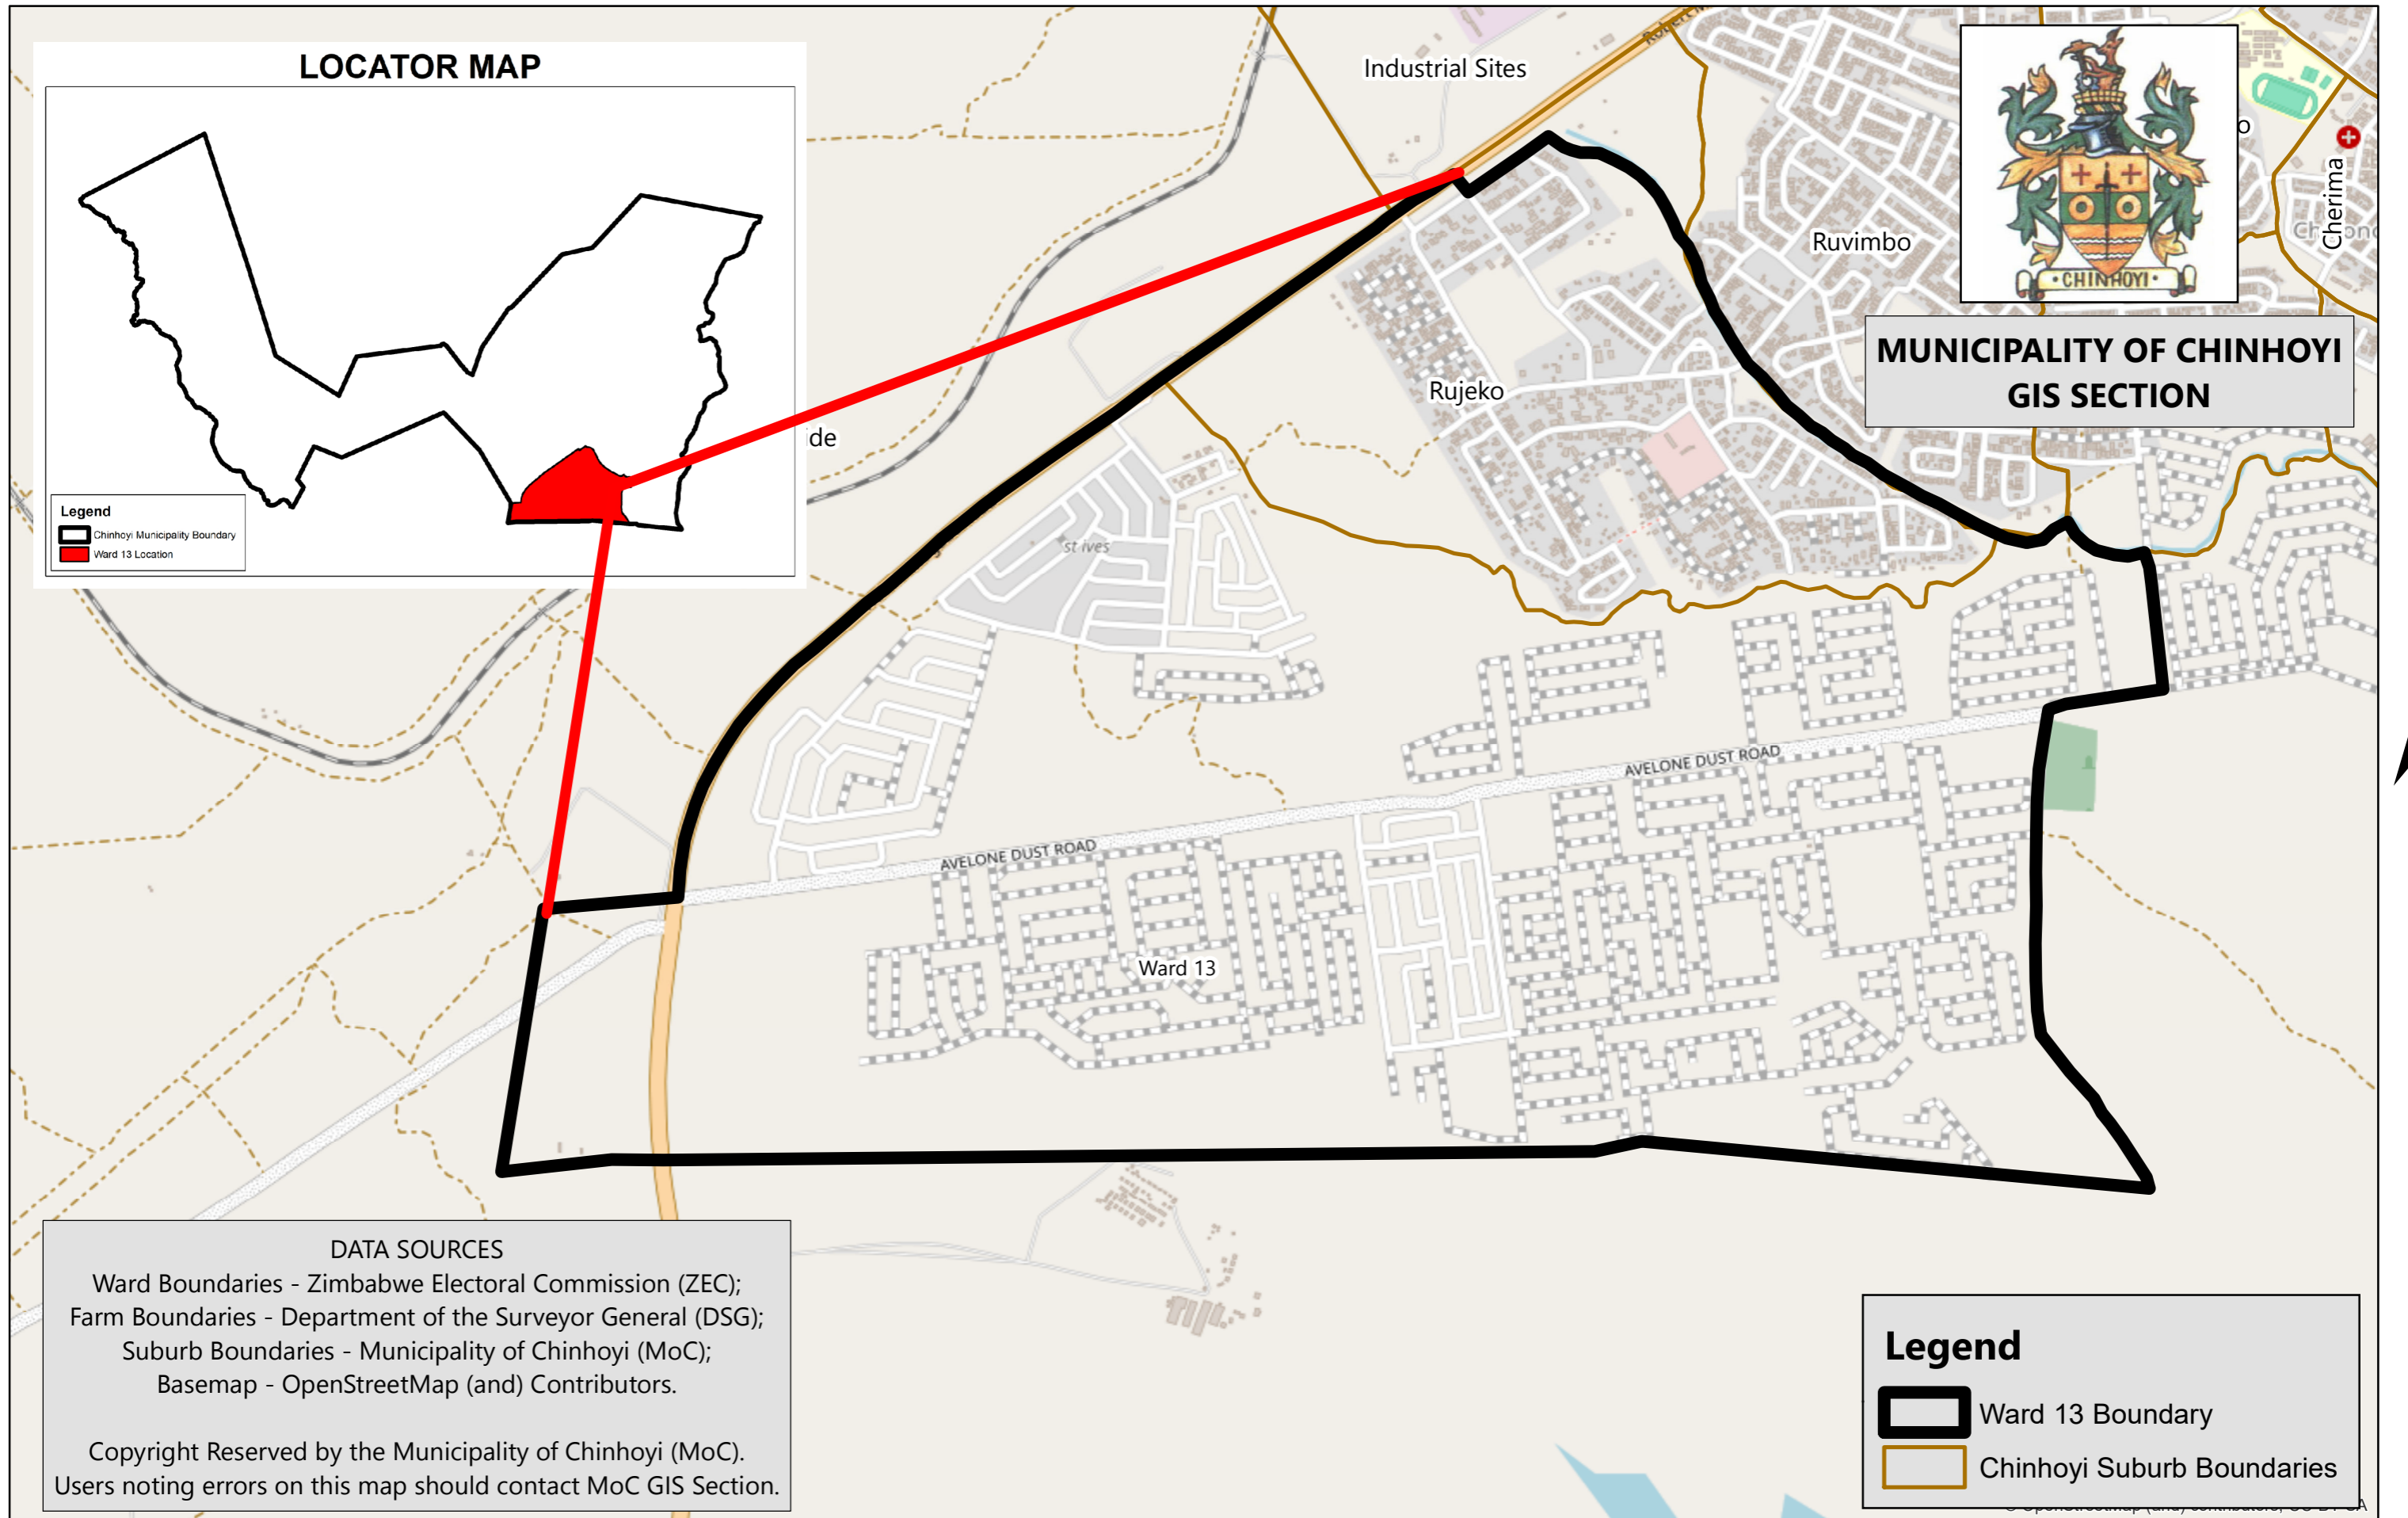 LOCATOR MAP
Legend
Chinhoyi Municipality Boundary
Ward 13 Location
Industrial Sites
CHINHOYI
Cherima
Ruvimbo
MUNICIPALITY OF CHINHOYI
GIS SECTION
Rujeko
ide
st ives
AVELONE DUST ROAD
AVELONE DUST ROAD
Ward 13
DATA SOURCES
Ward Boundaries - Zimbabwe Electoral Commission (ZEC);
Farm Boundaries - Department of the Surveyor General (DSG);
Suburb Boundaries - Municipality of Chinhoyi (MoC);
Basemap - OpenStreetMap (and) Contributors.
Copyright Reserved by the Municipality of Chinhoyi (MoC).
Users noting errors on this map should contact MoC GIS Section.
Legend
Ward 13 Boundary
Chinhoyi Suburb Boundaries